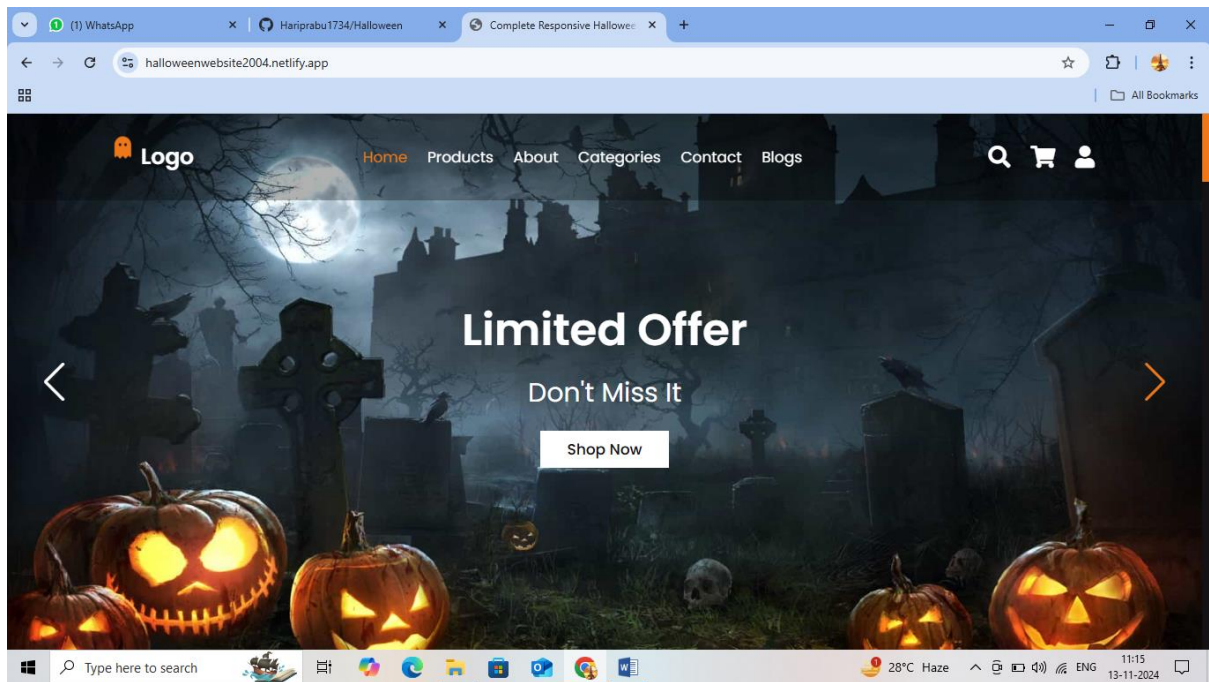 (1) WhatsApp
Hariprabu1734/Halloween
Complete Responsive Hallowee
halloweenwebsite2004.netlify.app
All Bookmarks
Logo
Home Products About Categories Contact Blogs
Limited Offer
Don't Miss It
Shop Now
Type here to search
28°C Haze
ENG
11:15
13-11-2024